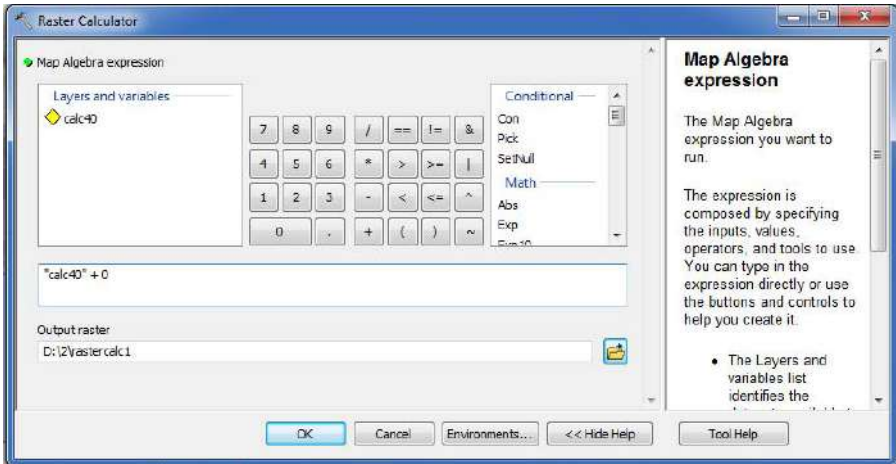 Raster Calculator
Map Algebra expression
Layers and variables
calc40
7 8 9 / == != &
4 5 6 * > >= |
1 2 3 - < <= ^
0 . + ( ) ~
Conditional
Con
Pick
SetNull
Math
Abs
Exp
Exp10
"calc40" + 0
Output raster
D:\2\rastercalc1
OK
Cancel
Environments...
<< Hide Help
Tool Help
Map Algebra
expression
The Map Algebra
expression you want to
run.
The expression is
composed by specifying
the inputs, values,
operators, and tools to use.
You can type in the
expression directly or use
the buttons and controls to
help you create it.
• The Layers and
variables list
identifies the